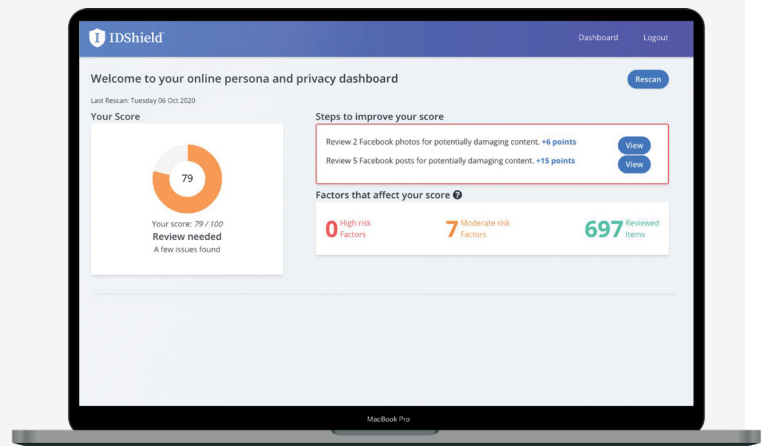 IDShield
Dashboard
Logout
Welcome to your online persona and privacy dashboard
Rescan
Last Rescan: Tuesday 06 Oct 2020
Your Score
79
Your score: 79 / 100
Review needed
A few issues found
Steps to improve your score
Review 2 Facebook photos for potentially damaging content. +6 points
View
Review 5 Facebook posts for potentially damaging content. +15 points
View
Factors that affect your score ?
0 High risk
Factors
7 Moderate risk
Factors
697 Reviewed
Items
MacBook Pro